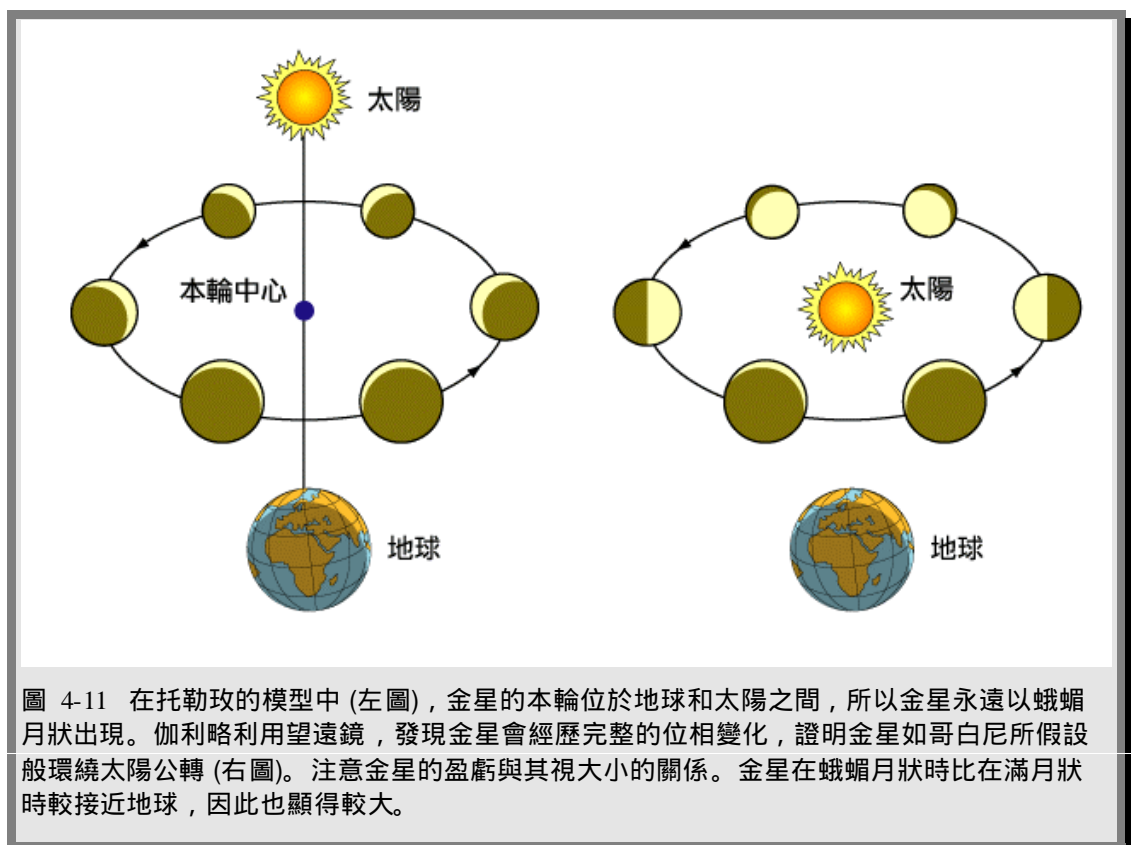 太陽
本輪中心
地球
太陽
地球
圖 4-11 在托勒玫的模型中 (左圖)，金星的本輪位於地球和太陽之間，所以金星永遠以蛾媚
月狀出現。伽利略利用望遠鏡，發現金星會經歷完整的位相變化，證明金星如哥白尼所假設
般環繞太陽公轉 (右圖)。注意金星的盈虧與其視大小的關係。金星在蛾媚月狀時比在滿月狀
時較接近地球，因此也顯得較大。